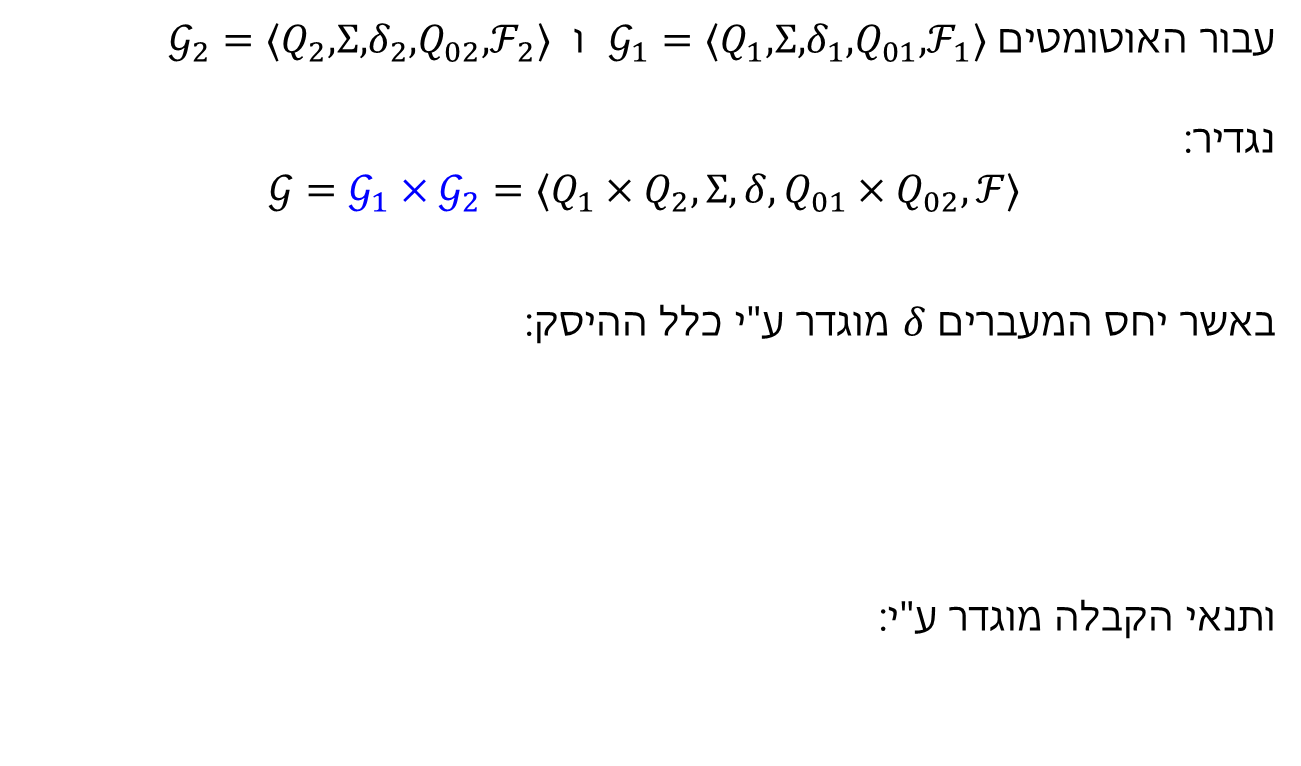 עבור האוטומטים 𝒢₁ = ⟨Q₁,Σ,δ₁,Q₀₁,ℱ₁⟩ ו 𝒢₂ = ⟨Q₂,Σ,δ₂,Q₀₂,ℱ₂⟩
נגדיר:
𝒢 = 𝒢₁ × 𝒢₂ = ⟨Q₁ × Q₂, Σ, δ, Q₀₁ × Q₀₂, ℱ⟩
באשר יחס המעברים δ מוגדר ע"י כלל ההיסק:
ותנאי הקבלה מוגדר ע"י: